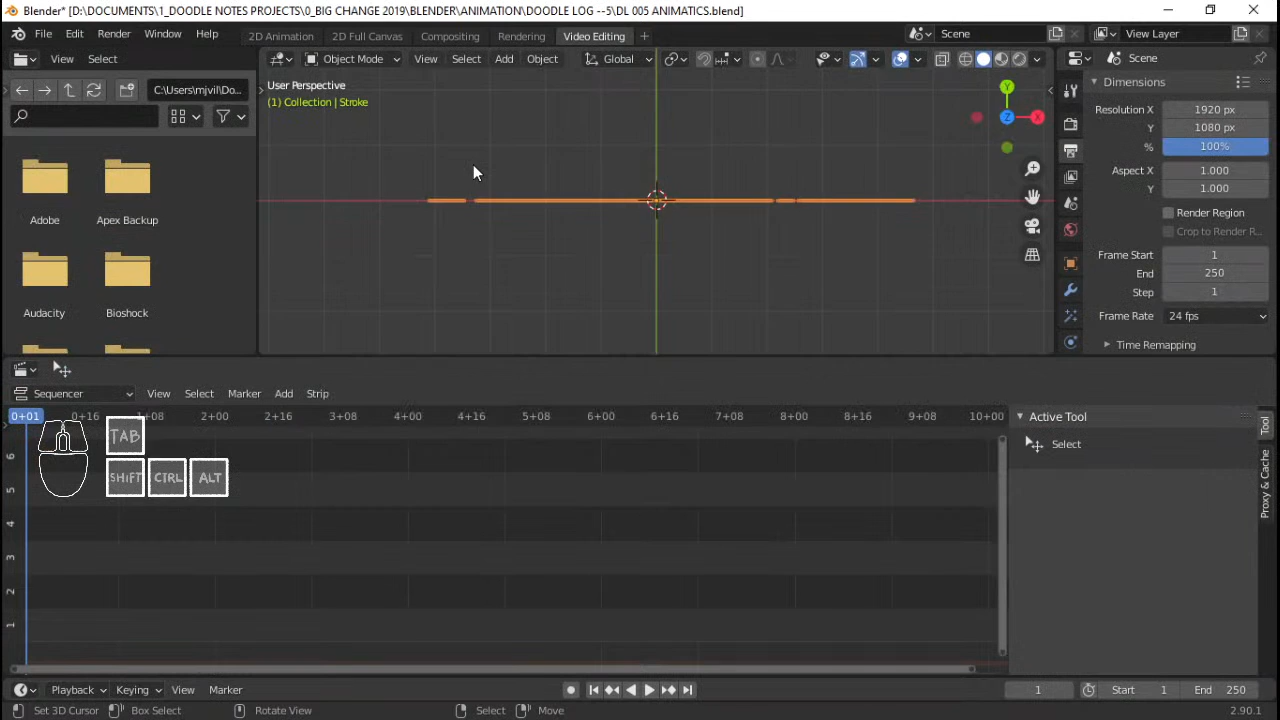 Blender* [D:\DOCUMENTS\1_DOODLE NOTES PROJECTS\0_BIG CHANGE 2019\BLENDER\ANIMATION\DOODLE LOG --5\DL 005 ANIMATICS.blend]
File Edit Render Window Help 2D Animation 2D Full Canvas Compositing Rendering Video Editing + Scene View Layer
View Select Object Mode View Select Add Object Global Scene
C:\Users\mjvil\Do...
User Perspective
(1) Collection | Stroke
Y
Z
X
Dimensions
Resolution X 1920 px
Y 1080 px
% 100%
Aspect X 1.000
Y 1.000
Render Region
Crop to Render R...
Frame Start 1
End 250
Step 1
Frame Rate 24 fps
Time Remapping
Adobe Apex Backup
Audacity Bioshock
Sequencer View Select Marker Add Strip
0+01 0+16 1+08 2+00 2+16 3+08 4+00 4+16 5+08 6+00 6+16 7+08 8+00 8+16 9+08 10+00
6
5
4
3
2
1
TAB
SHIFT CTRL ALT
Active Tool
Select
Tool
Proxy & Cache
Playback Keying View Marker 1 Start 1 End 250
Set 3D Cursor Box Select Rotate View Select Move 2.90.1